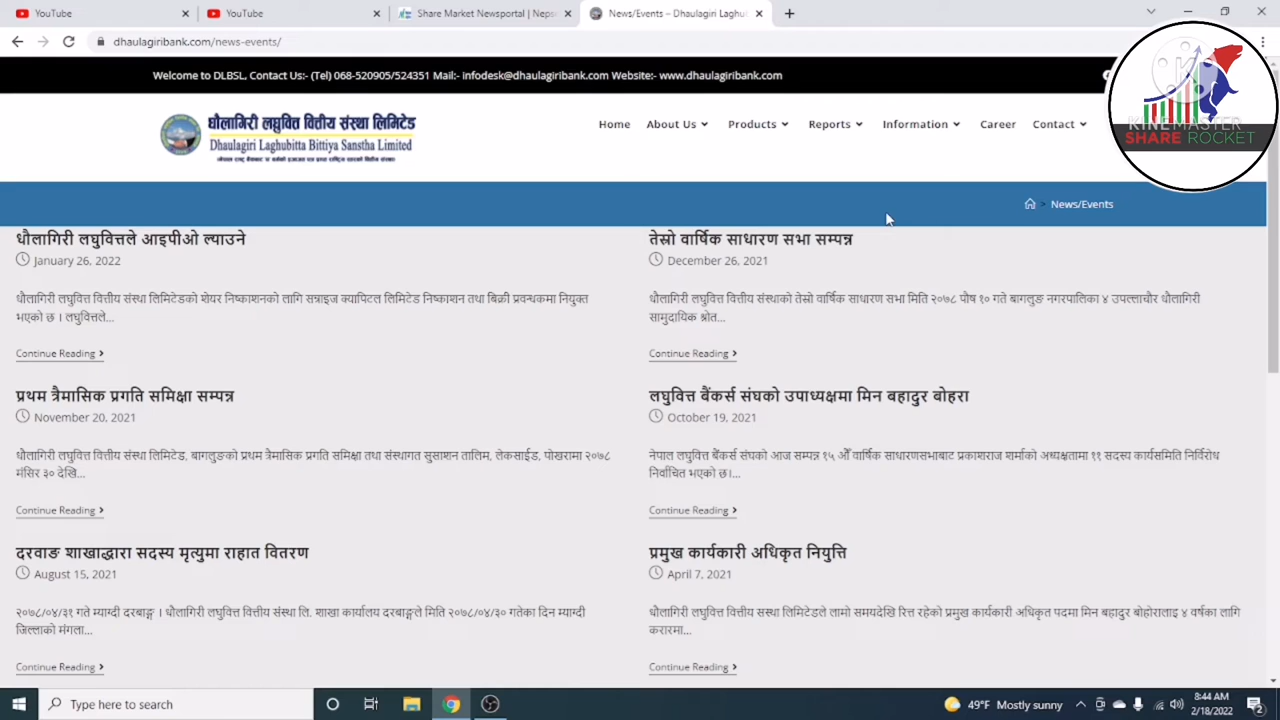 YouTube
YouTube
Share Market Newsportal | Neps
News/Events – Dhaulagiri Laghu
dhaulagiribank.com/news-events/
Welcome to DLBSL, Contact Us:- (Tel) 068-520905/524351 Mail:- infodesk@dhaulagiribank.com Website:- www.dhaulagiribank.com
धौलागिरी लघुवित्त वित्तीय संस्था लिमिटेड
Dhaulagiri Laghubitta Bittiya Sanstha Limited
Home About Us Products Reports Information Career Contact
KINEMASTER
SHARE ROCKET
> News/Events
धौलागिरी लघुवित्तले आइपीओ ल्याउने
January 26, 2022
धौलागिरी लघुवित्त वित्तीय संस्था लिमिटेडको शेयर निष्काशनको लागि सन्राइज क्यापिटल लिमिटेड निष्काशन तथा बिक्री प्रवन्धकमा नियुक्त
भएको छ । लघुवित्तले...
Continue Reading
तेस्रो वार्षिक साधारण सभा सम्पन्न
December 26, 2021
धौलागिरी लघुवित्त वित्तीय संस्थाको तेस्रो वार्षिक साधारण सभा मिति २०७८ पौष १० गते बागलुङ नगरपालिका ४ उपल्लाचौर धौलागिरी
सामुदायिक श्रोत...
Continue Reading
प्रथम त्रैमासिक प्रगति समिक्षा सम्पन्न
November 20, 2021
धौलागिरी लघुवित्त वित्तीय संस्था लिमिटेड, बागलुङको प्रथम त्रैमासिक प्रगति समिक्षा तथा संस्थागत सुसाशन तालिम, लेकसाईड, पोखरामा २०७८
मंसिर ३० देखि...
Continue Reading
लघुवित्त बैंकर्स संघको उपाध्यक्षमा मिन बहादुर बोहरा
October 19, 2021
नेपाल लघुवित्त बैंकर्स संघको आज सम्पन्न १५ औँ वार्षिक साधारणसभाबाट प्रकाशराज शर्माको अध्यक्षतामा ११ सदस्य कार्यसमिति निर्विरोध
निर्वाचित भएको छ।...
Continue Reading
दरवाङ शाखाद्धारा सदस्य मृत्युमा राहात वितरण
August 15, 2021
२०७८/०४/३१ गते म्याग्दी दरबाङ्ग । धौलागिरी लघुवित्त वित्तीय संस्था लि. शाखा कार्यालय दरबाङ्गले मिति २०७८/०४/३० गतेका दिन म्याग्दी
जिल्लाको मंगला...
Continue Reading
प्रमुख कार्यकारी अधिकृत नियुत्ति
April 7, 2021
धौलागिरी लघुवित्त वित्तीय सस्था लिमिटेडले लामो समयदेखि रित्त रहेको प्रमुख कार्यकारी अधिकृत पदमा मिन बहादुर बोहोरालाइ ४ वर्षका लागि
करारमा...
Continue Reading
Type here to search
49°F Mostly sunny
8:44 AM
2/18/2022
2